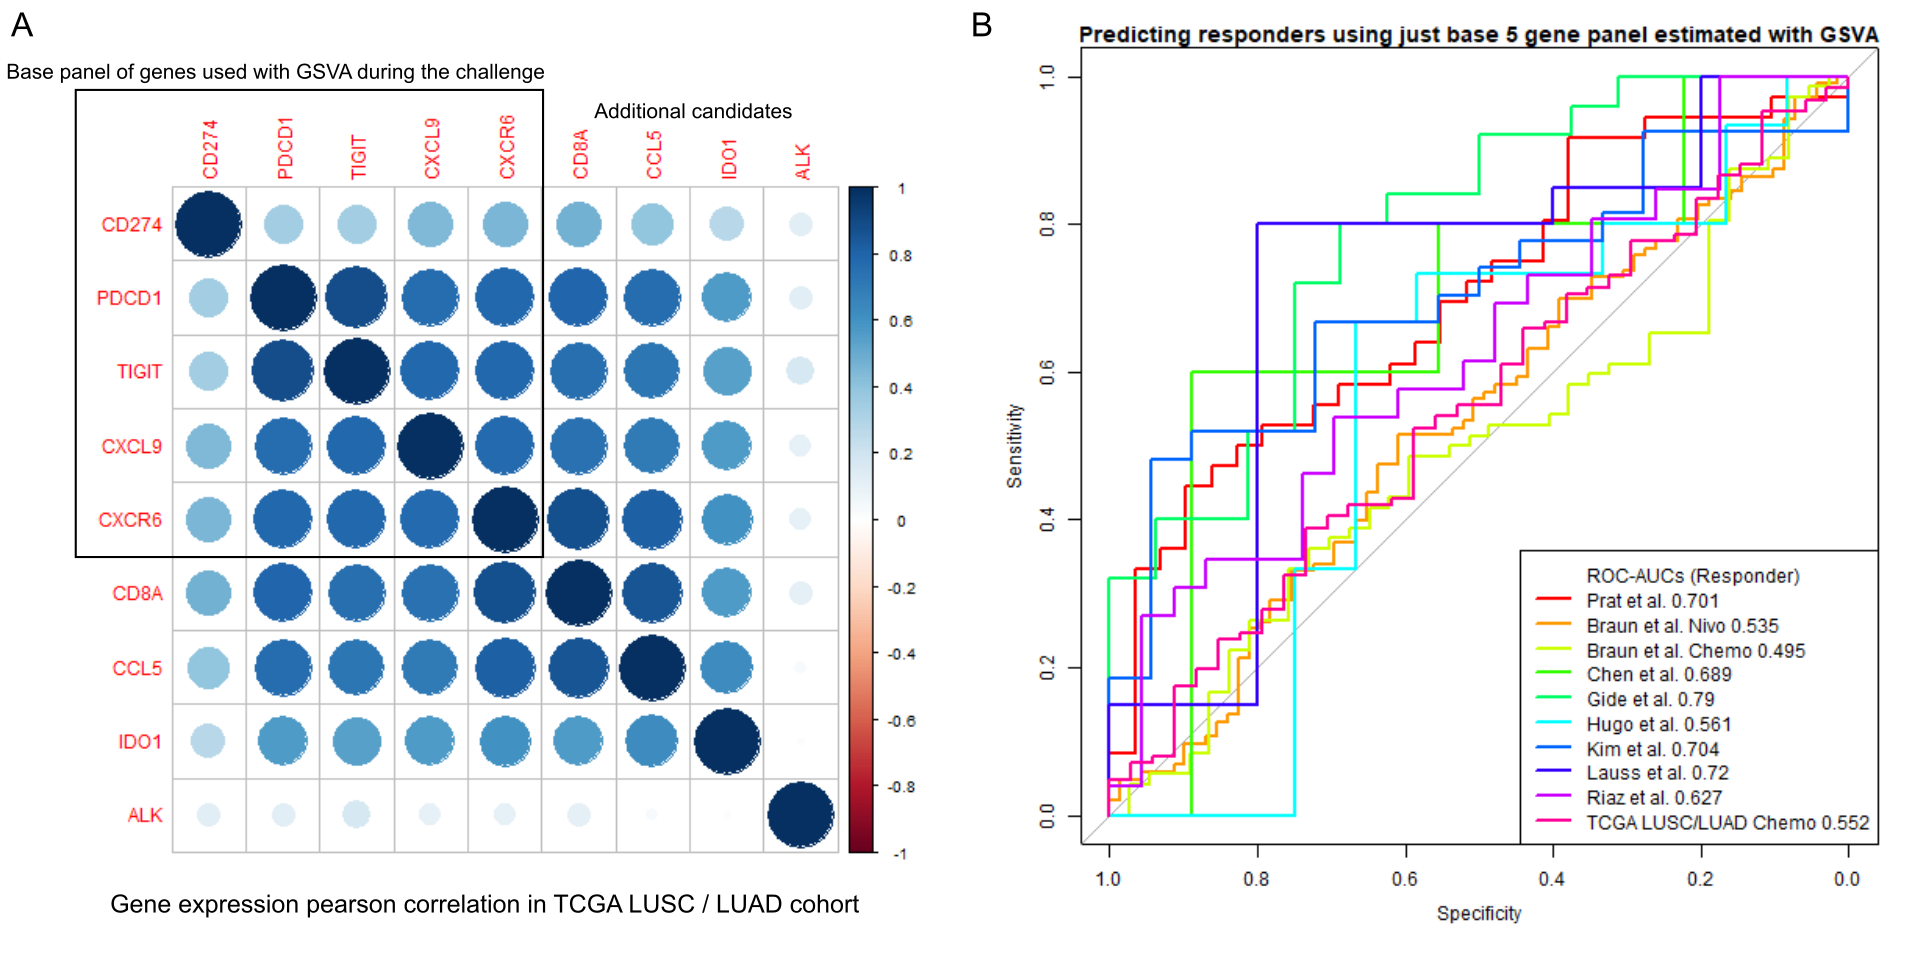 A
Base panel of genes used with GSVA during the challenge
Additional candidates
CD274 PDCD1 TIGIT CXCL9 CXCR6 CD8A CCL5 IDO1 ALK
CD274
PDCD1
TIGIT
CXCL9
CXCR6
CD8A
CCL5
IDO1
ALK
1
0.8
0.6
0.4
0.2
0
-0.2
-0.4
-0.6
-0.8
-1
Gene expression pearson correlation in TCGA LUSC / LUAD cohort
B
Predicting responders using just base 5 gene panel estimated with GSVA
Sensitivity
1.0
0.8
0.6
0.4
0.2
0.0
ROC-AUCs (Responder)
Prat et al. 0.701
Braun et al. Nivo 0.535
Braun et al. Chemo 0.495
Chen et al. 0.689
Gide et al. 0.79
Hugo et al. 0.561
Kim et al. 0.704
Lauss et al. 0.72
Riaz et al. 0.627
TCGA LUSC/LUAD Chemo 0.552
1.0 0.8 0.6 0.4 0.2 0.0
Specificity